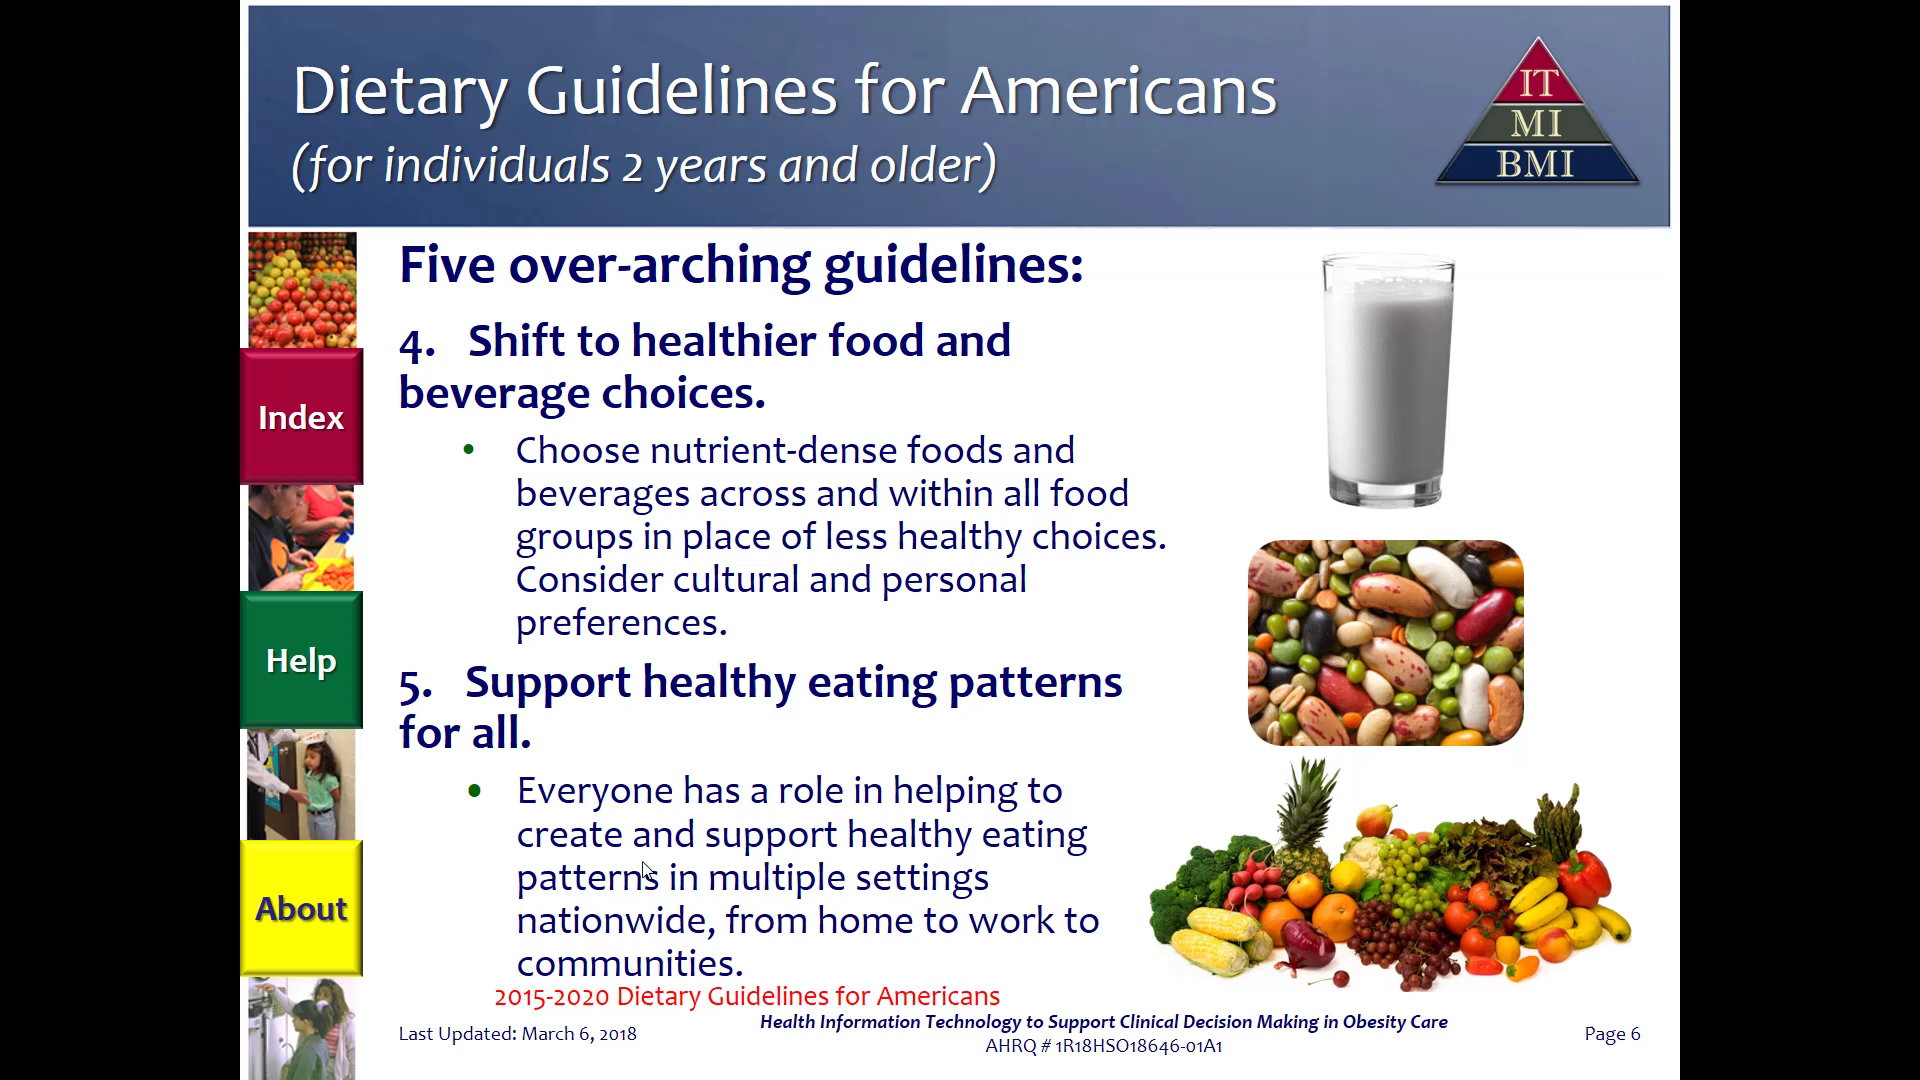 Dietary Guidelines for Americans
(for individuals 2 years and older)
IT
MI
BMI
Five over-arching guidelines:
4. Shift to healthier food and
beverage choices.
• Choose nutrient-dense foods and
beverages across and within all food
groups in place of less healthy choices.
Consider cultural and personal
preferences.
5. Support healthy eating patterns
for all.
• Everyone has a role in helping to
create and support healthy eating
patterns in multiple settings
nationwide, from home to work to
communities.
2015-2020 Dietary Guidelines for Americans
Index
Help
About
Last Updated: March 6, 2018
Health Information Technology to Support Clinical Decision Making in Obesity Care
AHRQ # 1R18HSO18646-01A1
Page 6